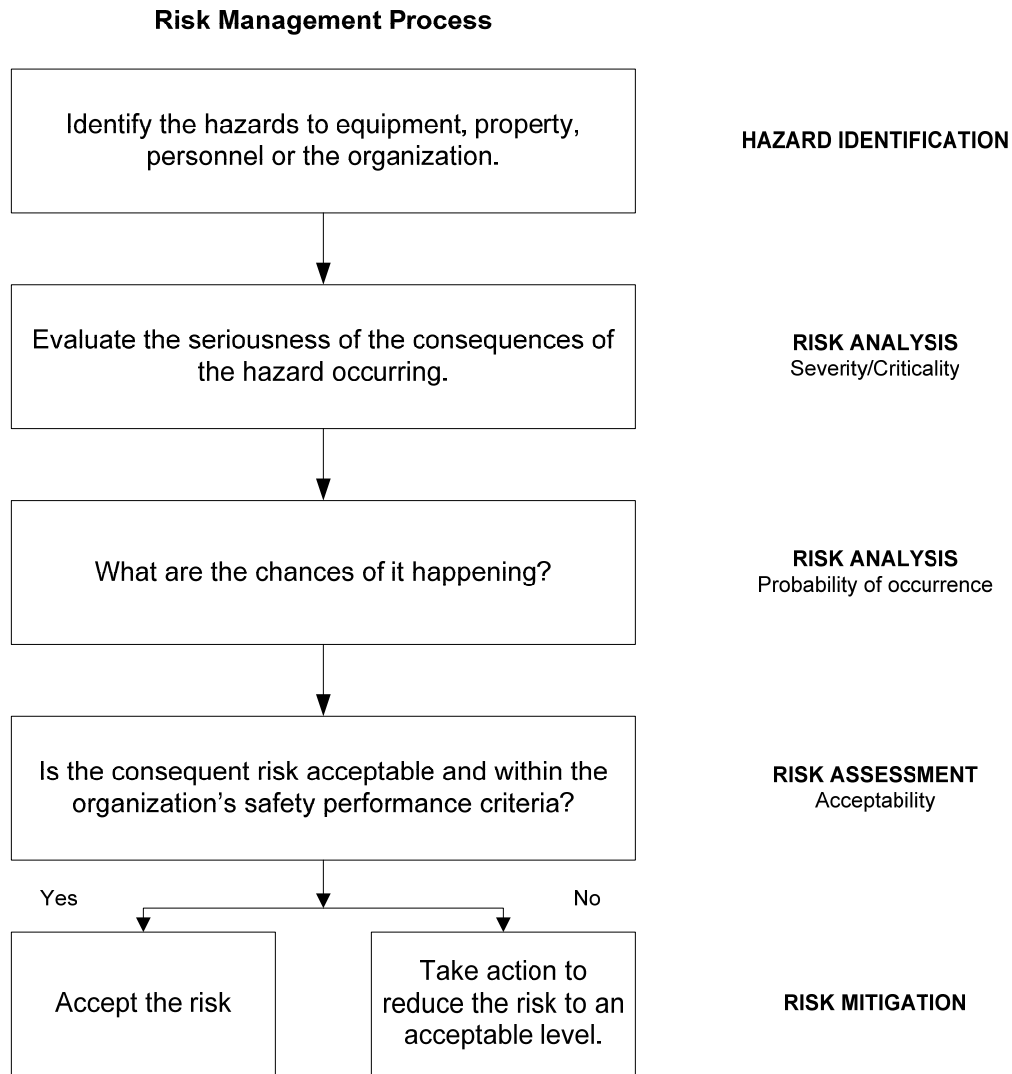 Risk Management Process
Identify the hazards to equipment, property,
personnel or the organization.
HAZARD IDENTIFICATION
Evaluate the seriousness of the consequences of
the hazard occurring.
RISK ANALYSIS
Severity/Criticality
What are the chances of it happening?
RISK ANALYSIS
Probability of occurrence
Is the consequent risk acceptable and within the
organization’s safety performance criteria?
RISK ASSESSMENT
Acceptability
Yes
No
Accept the risk
Take action to
reduce the risk to an
acceptable level.
RISK MITIGATION